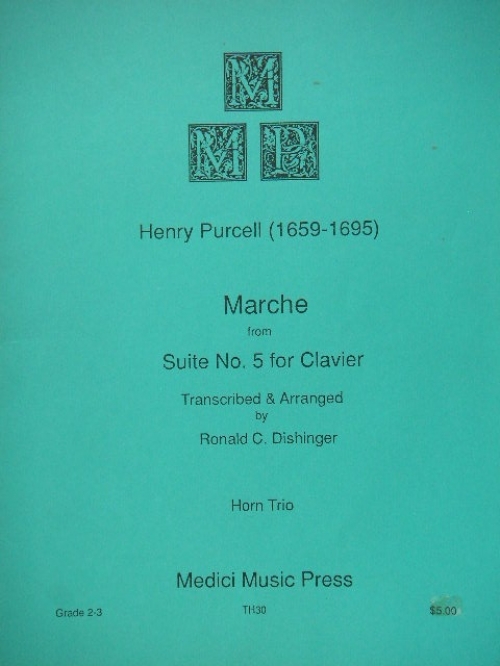 M
M P
Henry Purcell (1659-1695)
Marche
from
Suite No. 5 for Clavier
Transcribed & Arranged
by
Ronald C. Dishinger
Horn Trio
Medici Music Press
Grade 2-3 TH30 $5.00